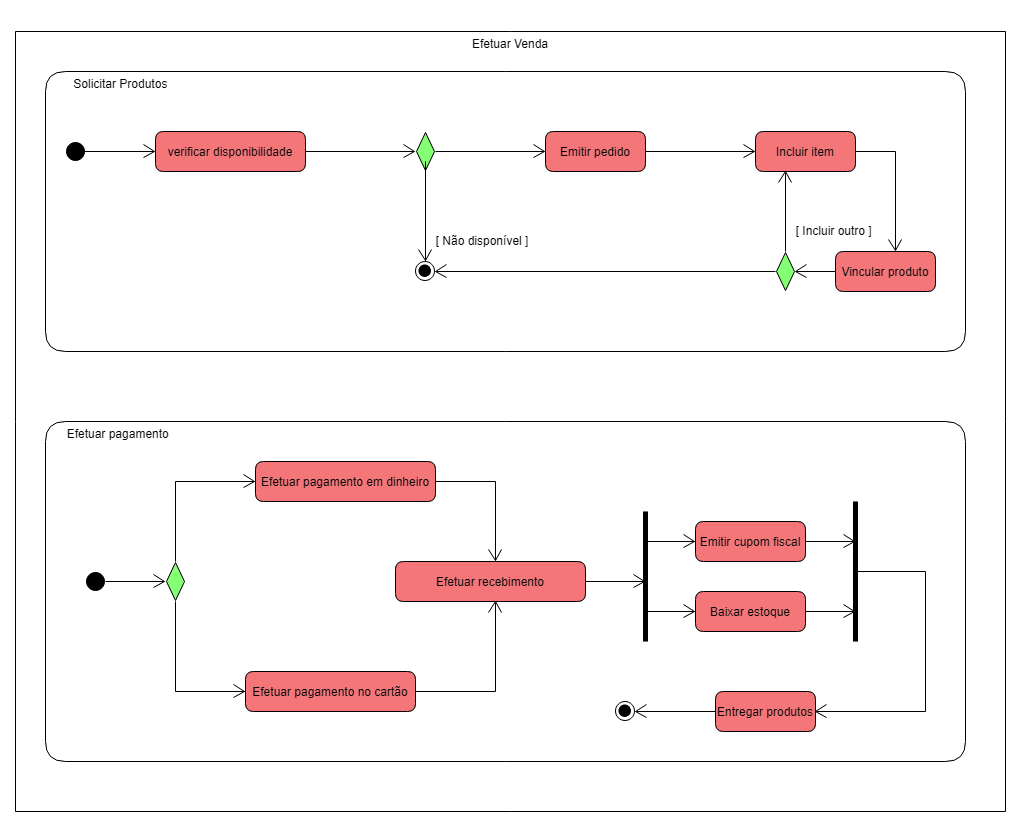 Efetuar Venda
Solicitar Produtos
verificar disponibilidade
Emitir pedido
Incluir item
[ Não disponível ]
[ Incluir outro ]
Vincular produto
Efetuar pagamento
Efetuar pagamento em dinheiro
Efetuar recebimento
Emitir cupom fiscal
Baixar estoque
Efetuar pagamento no cartão
Entregar produtos